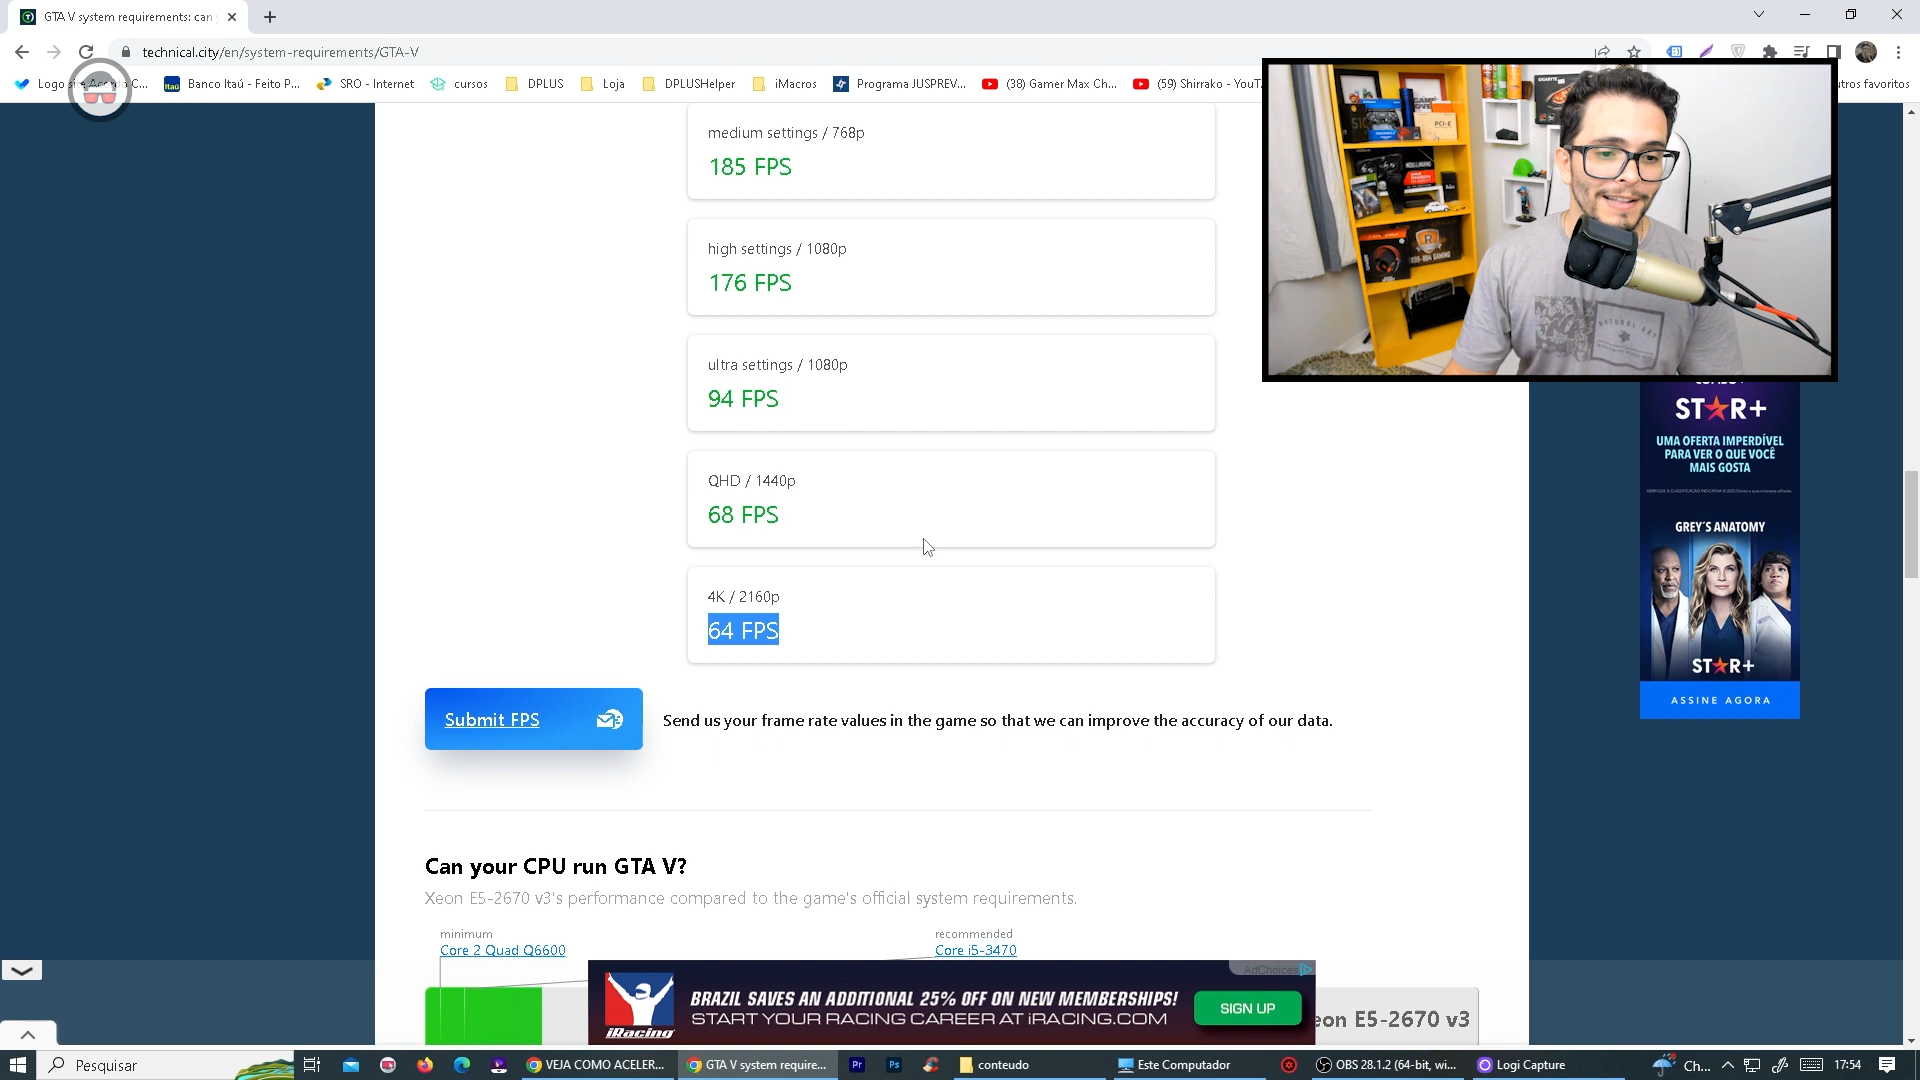 GTA V system requirements: can y
technical.city/en/system-requirements/GTA-V
Banco Itaú - Feito P...
SRO - Internet
cursos
DPLUS
Loja
DPLUSHelper
iMacros
Programa JUSPREV...
(38) Gamer Max Ch...
(59) Shirrako - YouT
utros favoritos
medium settings / 768p
185 FPS
high settings / 1080p
176 FPS
ultra settings / 1080p
94 FPS
QHD / 1440p
68 FPS
4K / 2160p
64 FPS
Submit FPS
Send us your frame rate values in the game so that we can improve the accuracy of our data.
Can your CPU run GTA V?
Xeon E5-2670 v3's performance compared to the game's official system requirements.
minimum
Core 2 Quad Q6600
recommended
Core i5-3470
eon E5-2670 v3
STAR+
UMA OFERTA IMPERDÍVEL
PARA VER O QUE VOCÊ
MAIS GOSTA
GREY'S ANATOMY
STAR+
ASSINE AGORA
AdChoices
iRacing
BRAZIL SAVES AN ADDITIONAL 25% OFF ON NEW MEMBERSHIPS!
START YOUR RACING CAREER AT iRACING.COM
SIGN UP
Pesquisar
VEJA COMO ACELER...
GTA V system require...
Pr
Ps
conteudo
Este Computador
OBS 28.1.2 (64-bit, wi...
Logi Capture
Ch...
17:54